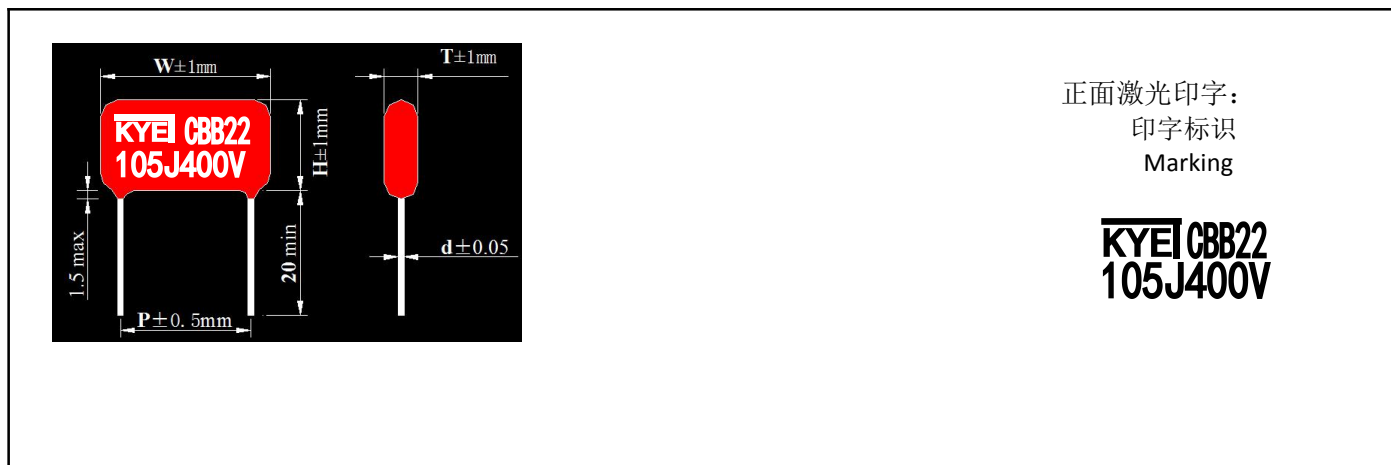 W±1mm
T±1mm
KYEI CBB22
105J400V
H±1mm
1.5 max
20 min
d±0.05
P±0.5mm
正面激光印字：
印字标识
Marking
KYEI CBB22
105J400V